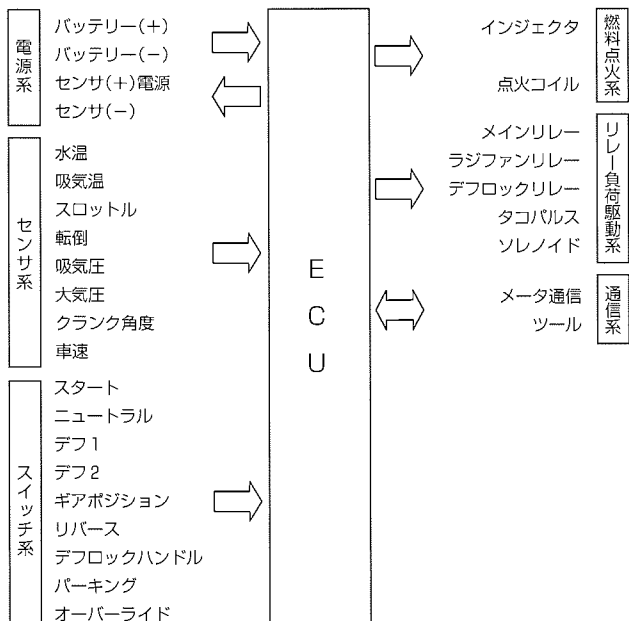 電源系
バッテリー(+)
バッテリー(−)
センサ(+)電源
センサ(−)
センサ系
水温
吸気温
スロットル
転倒
吸気圧
大気圧
クランク角度
車速
スイッチ系
スタート
ニュートラル
デフ1
デフ2
ギアポジション
リバース
デフロックハンドル
パーキング
オーバーライド
ECU
燃料点火系
インジェクタ
点火コイル
リレー負荷駆動系
メインリレー
ラジファンリレー
デフロックリレー
タコパルス
ソレノイド
通信系
メータ通信
ツール